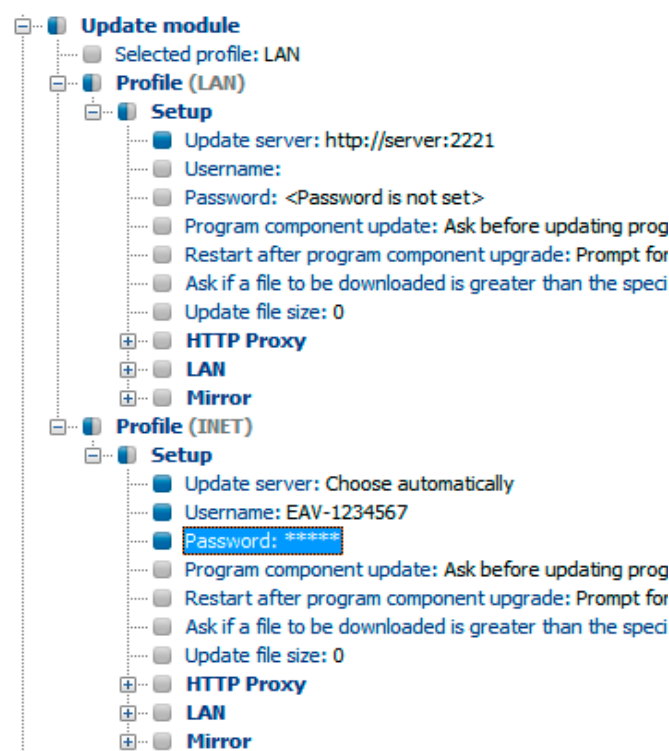 Update module
Selected profile: LAN
Profile (LAN)
Setup
Update server: http://server:2221
Username:
Password: <Password is not set>
Program component update: Ask before updating prog
Restart after program component upgrade: Prompt for
Ask if a file to be downloaded is greater than the speci
Update file size: 0
HTTP Proxy
LAN
Mirror
Profile (INET)
Setup
Update server: Choose automatically
Username: EAV-1234567
Password: *****
Program component update: Ask before updating prog
Restart after program component upgrade: Prompt for
Ask if a file to be downloaded is greater than the speci
Update file size: 0
HTTP Proxy
LAN
Mirror